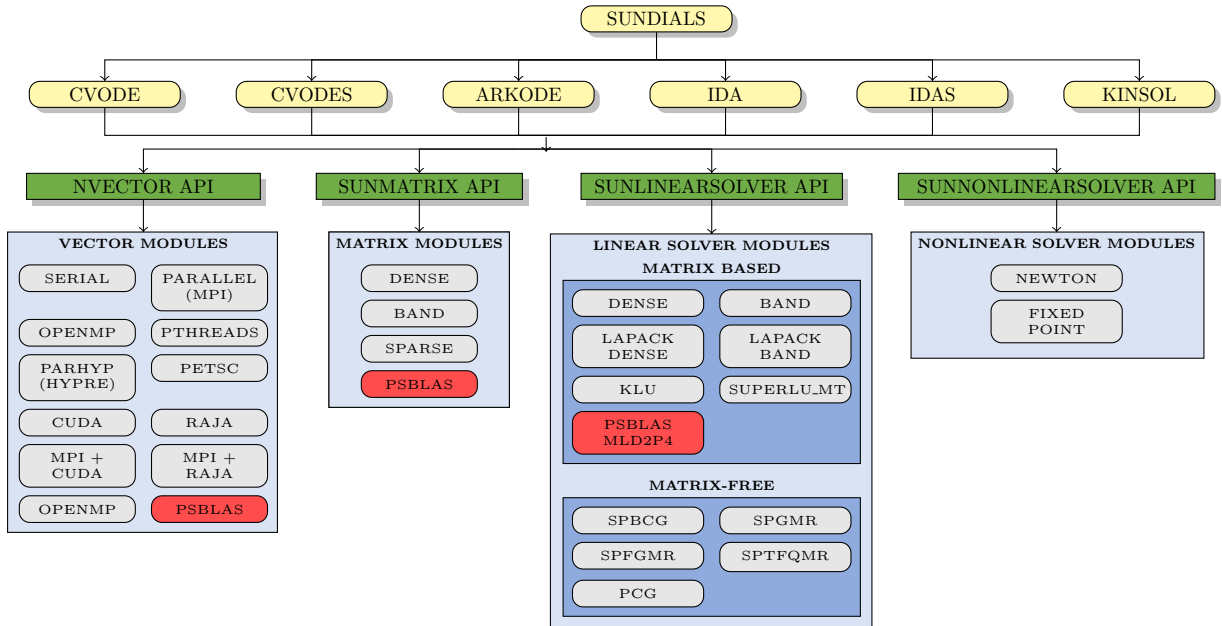 SUNDIALS
CVODE
CVODES
ARKODE
IDA
IDAS
KINSOL
NVECTOR API
SUNMATRIX API
SUNLINEARSOLVER API
SUNNONLINEARSOLVER API
VECTOR MODULES
SERIAL
PARALLEL
(MPI)
OPENMP
PTHREADS
PARHYP
(HYPRE)
PETSC
CUDA
RAJA
MPI +
CUDA
MPI +
RAJA
OPENMP
PSBLAS
MATRIX MODULES
DENSE
BAND
SPARSE
PSBLAS
LINEAR SOLVER MODULES
MATRIX BASED
DENSE
BAND
LAPACK
DENSE
LAPACK
BAND
KLU
SUPERLU_MT
PSBLAS
MLD2P4
MATRIX-FREE
SPBCG
SPGMR
SPFGMR
SPTFQMR
PCG
NONLINEAR SOLVER MODULES
NEWTON
FIXED
POINT